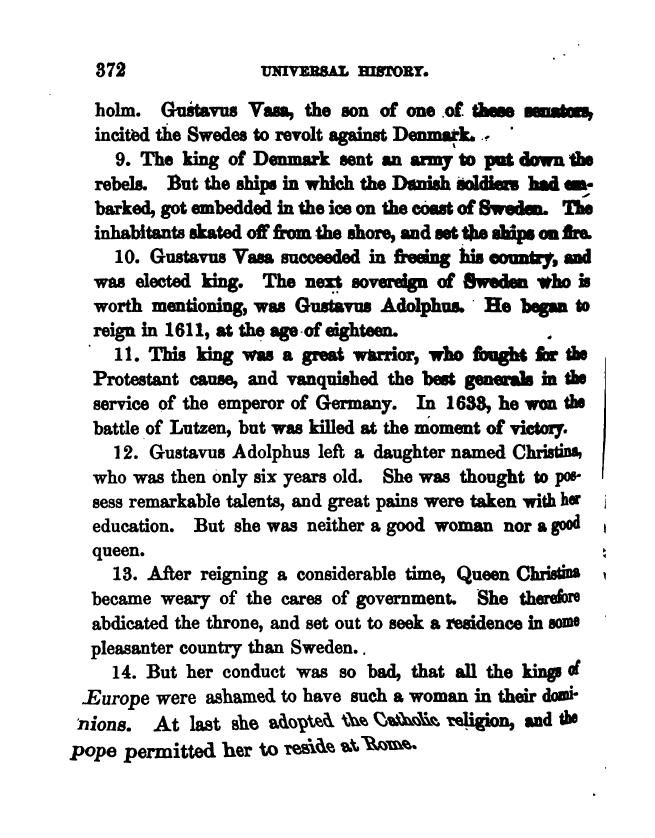 372 UNIVERSAL HISTORY.
holm. Gustavus Vasa, the son of one of these senators,
incited the Swedes to revolt against Denmark.
9. The king of Denmark sent an army to put down the
rebels. But the ships in which the Danish soldiers had em-
barked, got embedded in the ice on the coast of Sweden. The
inhabitants skated off from the shore, and set the ships on fire.
10. Gustavus Vasa succeeded in freeing his country, and
was elected king. The next sovereign of Sweden who is
worth mentioning, was Gustavus Adolphus. He began to
reign in 1611, at the age of eighteen.
11. This king was a great warrior, who fought for the
Protestant cause, and vanquished the best generals in the
service of the emperor of Germany. In 1633, he won the
battle of Lutzen, but was killed at the moment of victory.
12. Gustavus Adolphus left a daughter named Christina,
who was then only six years old. She was thought to pos-
sess remarkable talents, and great pains were taken with her
education. But she was neither a good woman nor a good
queen.
13. After reigning a considerable time, Queen Christina
became weary of the cares of government. She therefore
abdicated the throne, and set out to seek a residence in some
pleasanter country than Sweden.
14. But her conduct was so bad, that all the kings of
Europe were ashamed to have such a woman in their domi-
nions. At last she adopted the Catholic religion, and the
pope permitted her to reside at Rome.